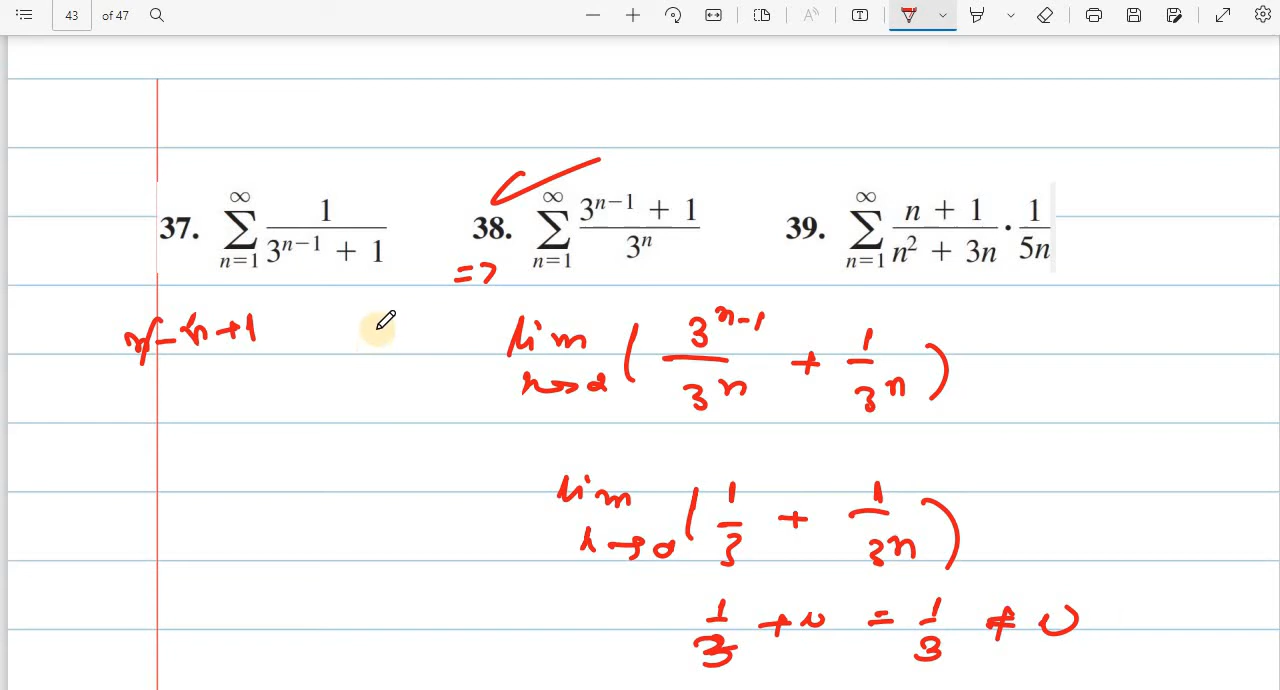 43 of 47
37. ∞ ∑ n=1 1 / (3^(n−1) + 1) 38. ∞ ∑ n=1 (3^(n−1) + 1) / 3^n 39. ∞ ∑ n=1 (n + 1) / (n² + 3n) · 1 / 5n
=>
n - n + 1
lim n→∞ ( 3^(n-1) / 3^n + 1 / 3^n )
lim n→∞ ( 1/3 + 1 / 3^n )
1/3 + 0 = 1/3 ≠ 0